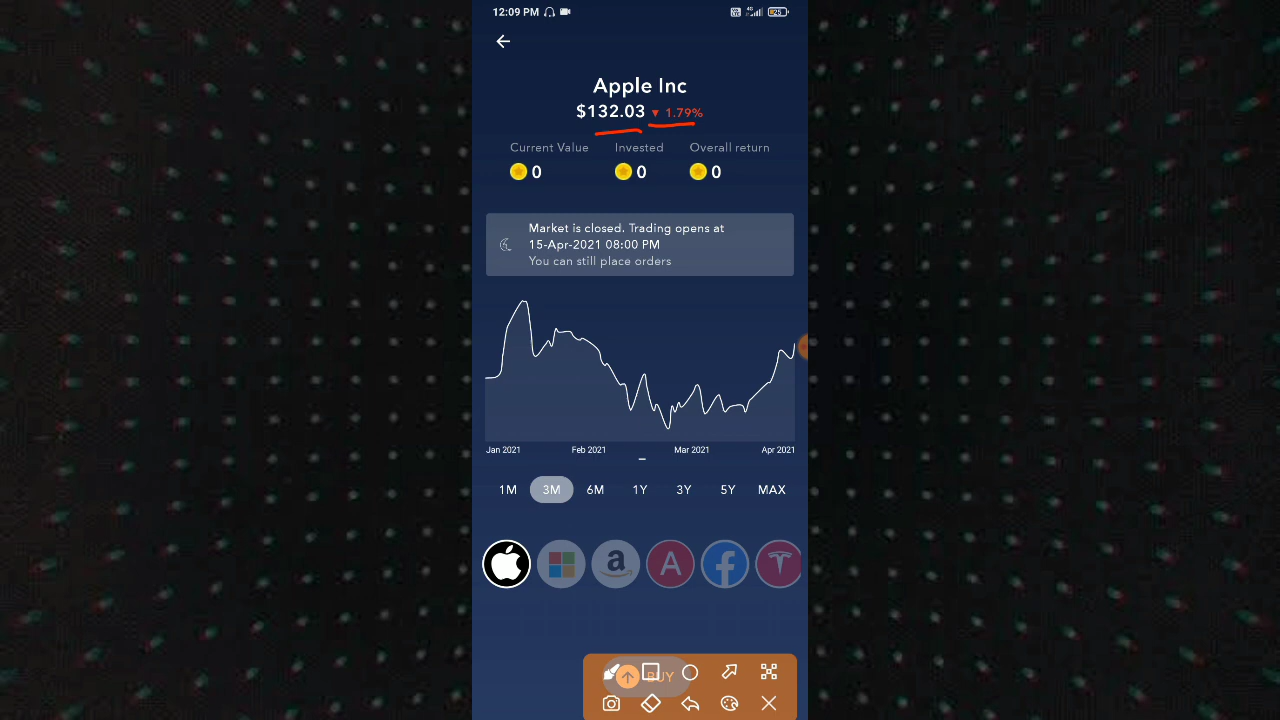 12:09 PM 4G 25
Apple Inc
$132.03 ▼ 1.79%
Current Value Invested Overall return
0 0 0
Market is closed. Trading opens at
15-Apr-2021 08:00 PM
You can still place orders
Jan 2021 Feb 2021 Mar 2021 Apr 2021
1M 3M 6M 1Y 3Y 5Y MAX
a A f
BUY